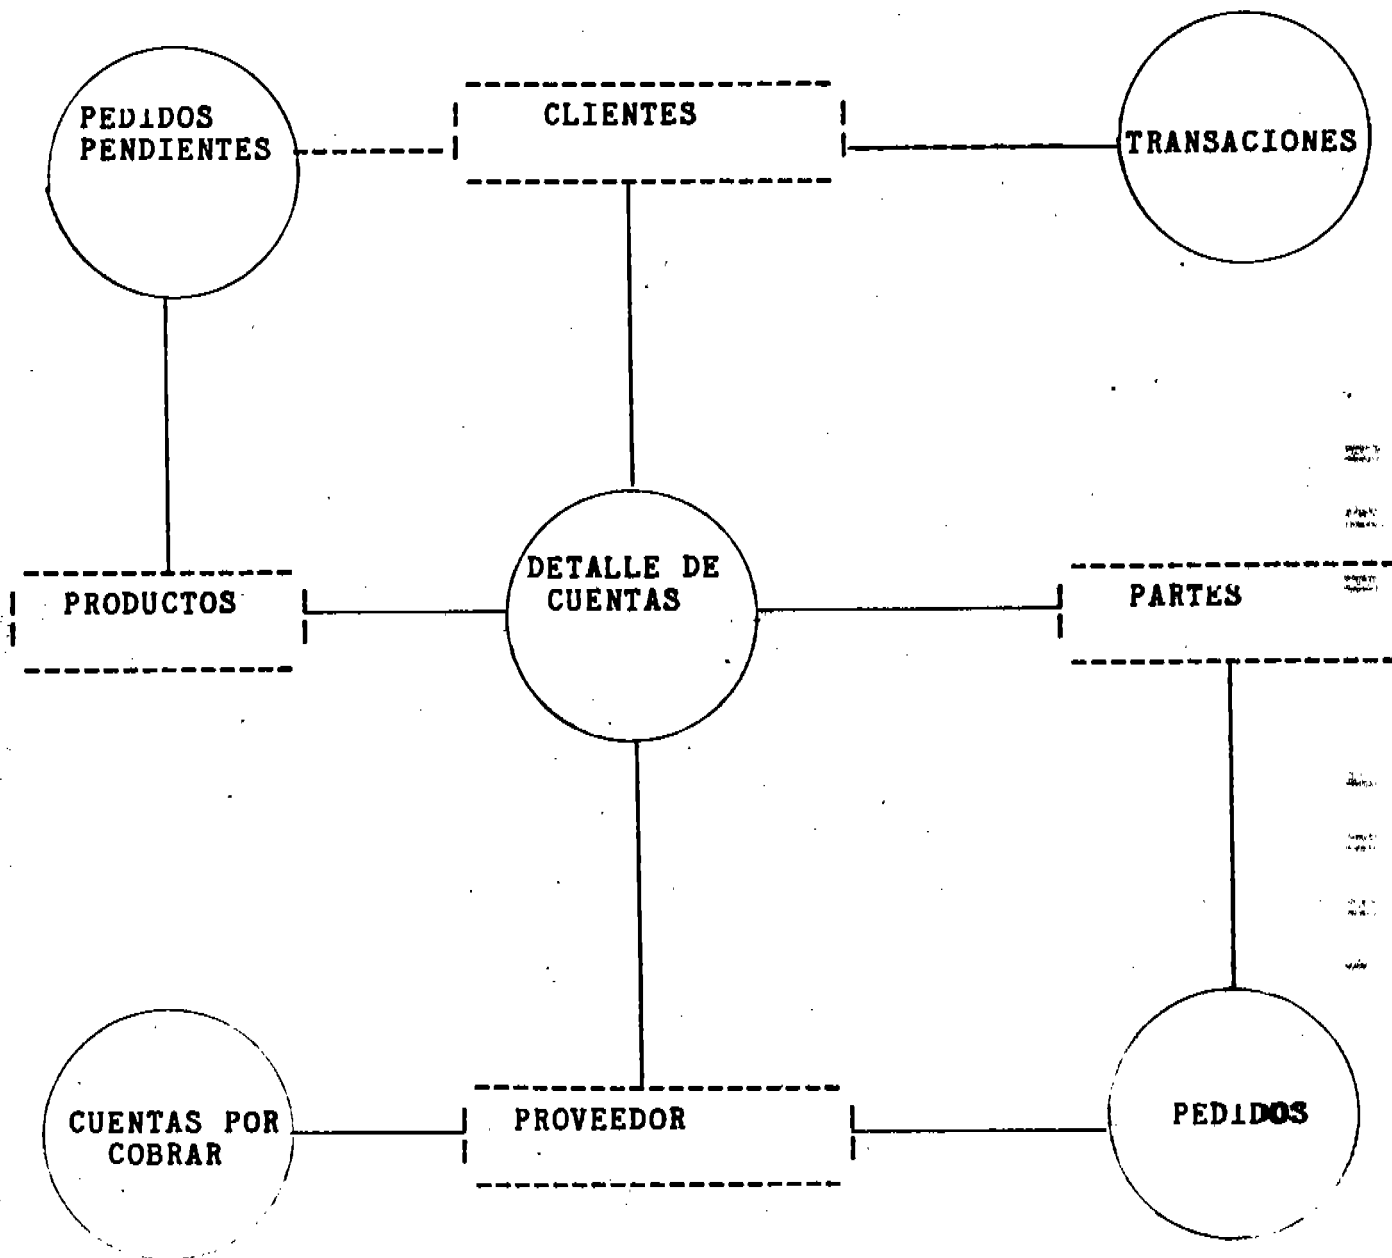 PEDIDOS
PENDIENTES
CLIENTES
TRANSACIONES
DETALLE DE
CUENTAS
PRODUCTOS
PARTES
CUENTAS POR
COBRAR
PROVEEDOR
PEDIDOS